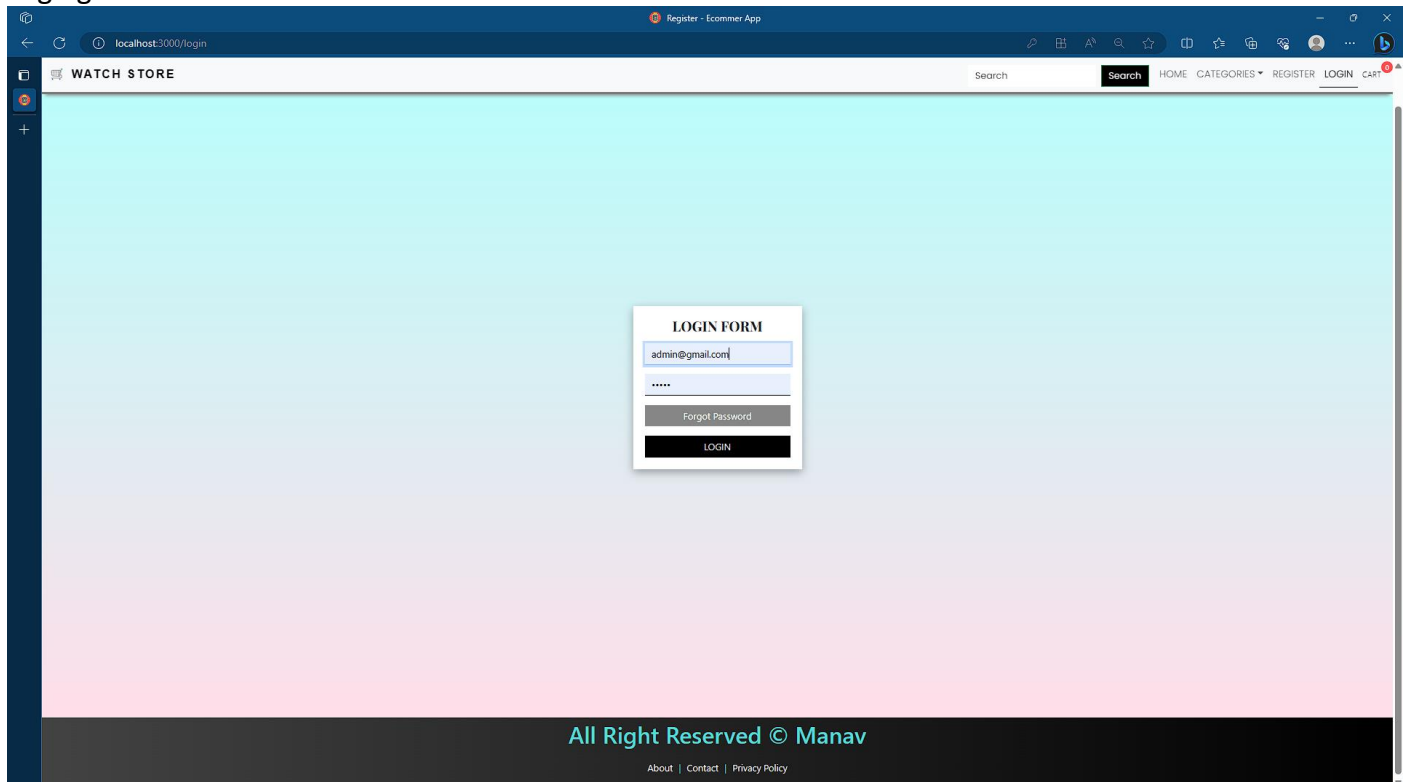 Register - Ecommer App
localhost:3000/login
WATCH STORE
Search
Search
HOME CATEGORIES REGISTER LOGIN CART 0
LOGIN FORM
admin@gmail.com
•••••
Forgot Password
LOGIN
All Right Reserved © Manav
About | Contact | Privacy Policy